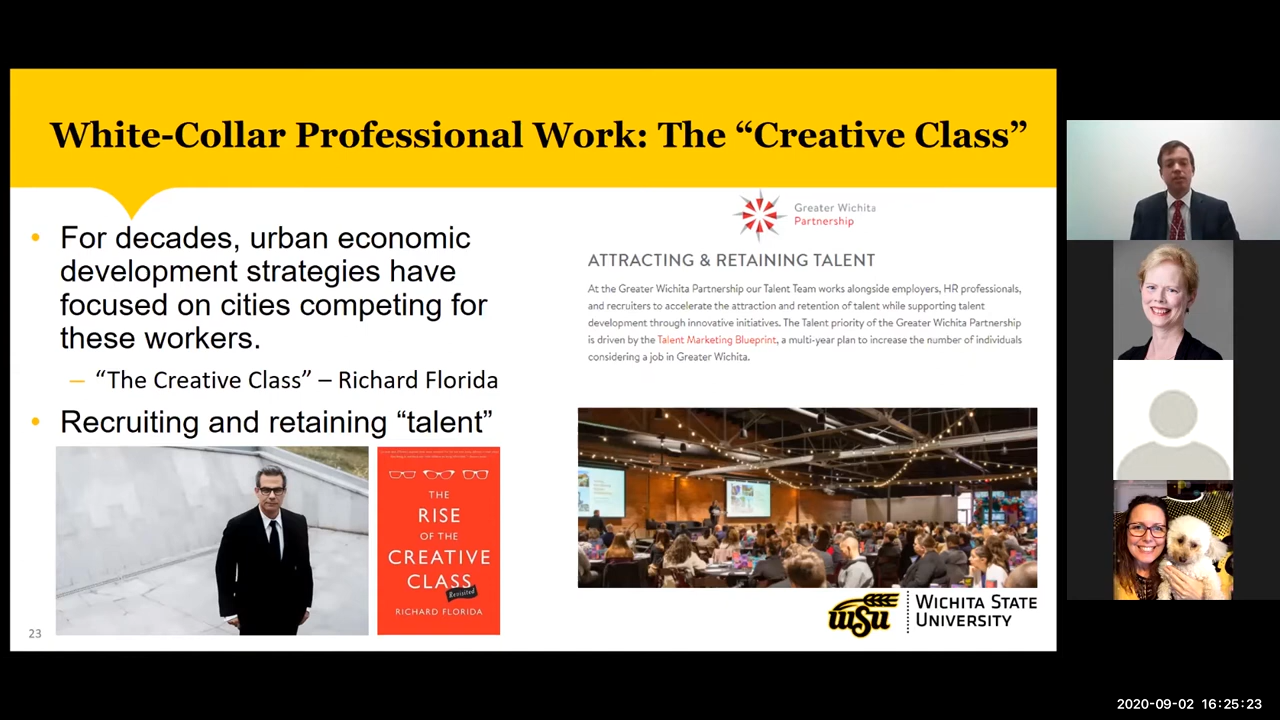 White-Collar Professional Work: The “Creative Class”
• For decades, urban economic
development strategies have
focused on cities competing for
these workers.
– “The Creative Class” – Richard Florida
• Recruiting and retaining “talent”
THE
RISE
OF THE
CREATIVE
CLASS
Revisited
RICHARD FLORIDA
23
Greater Wichita
Partnership
ATTRACTING & RETAINING TALENT
At the Greater Wichita Partnership our Talent Team works alongside employers, HR professionals,
and recruiters to accelerate the attraction and retention of talent while supporting talent
development through innovative initiatives. The Talent priority of the Greater Wichita Partnership
is driven by the Talent Marketing Blueprint, a multi-year plan to increase the number of individuals
considering a job in Greater Wichita.
WSU
WICHITA STATE
UNIVERSITY
2020-09-02 16:25:23